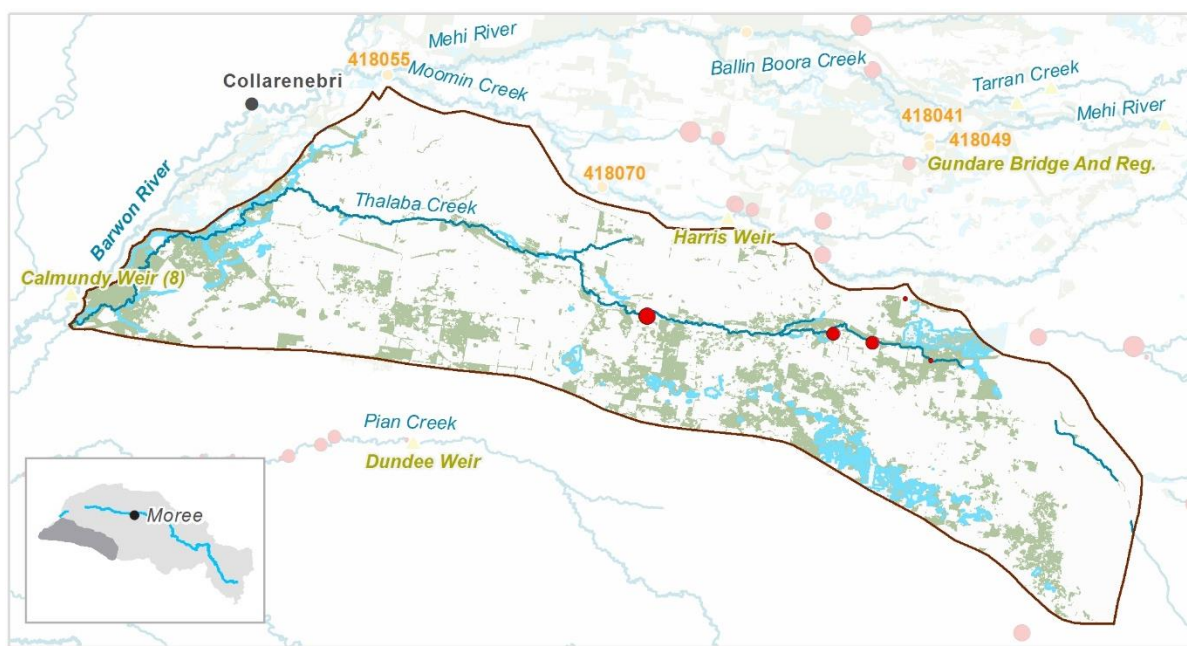 Mehi River
418055
Collarenebri
Moomin Creek
Ballin Boora Creek
Tarran Creek
418041
Mehi River
418049
Gundare Bridge And Reg.
418070
Barwon River
Thalaba Creek
Harris Weir
Calmundy Weir (8)
Pian Creek
Dundee Weir
Moree